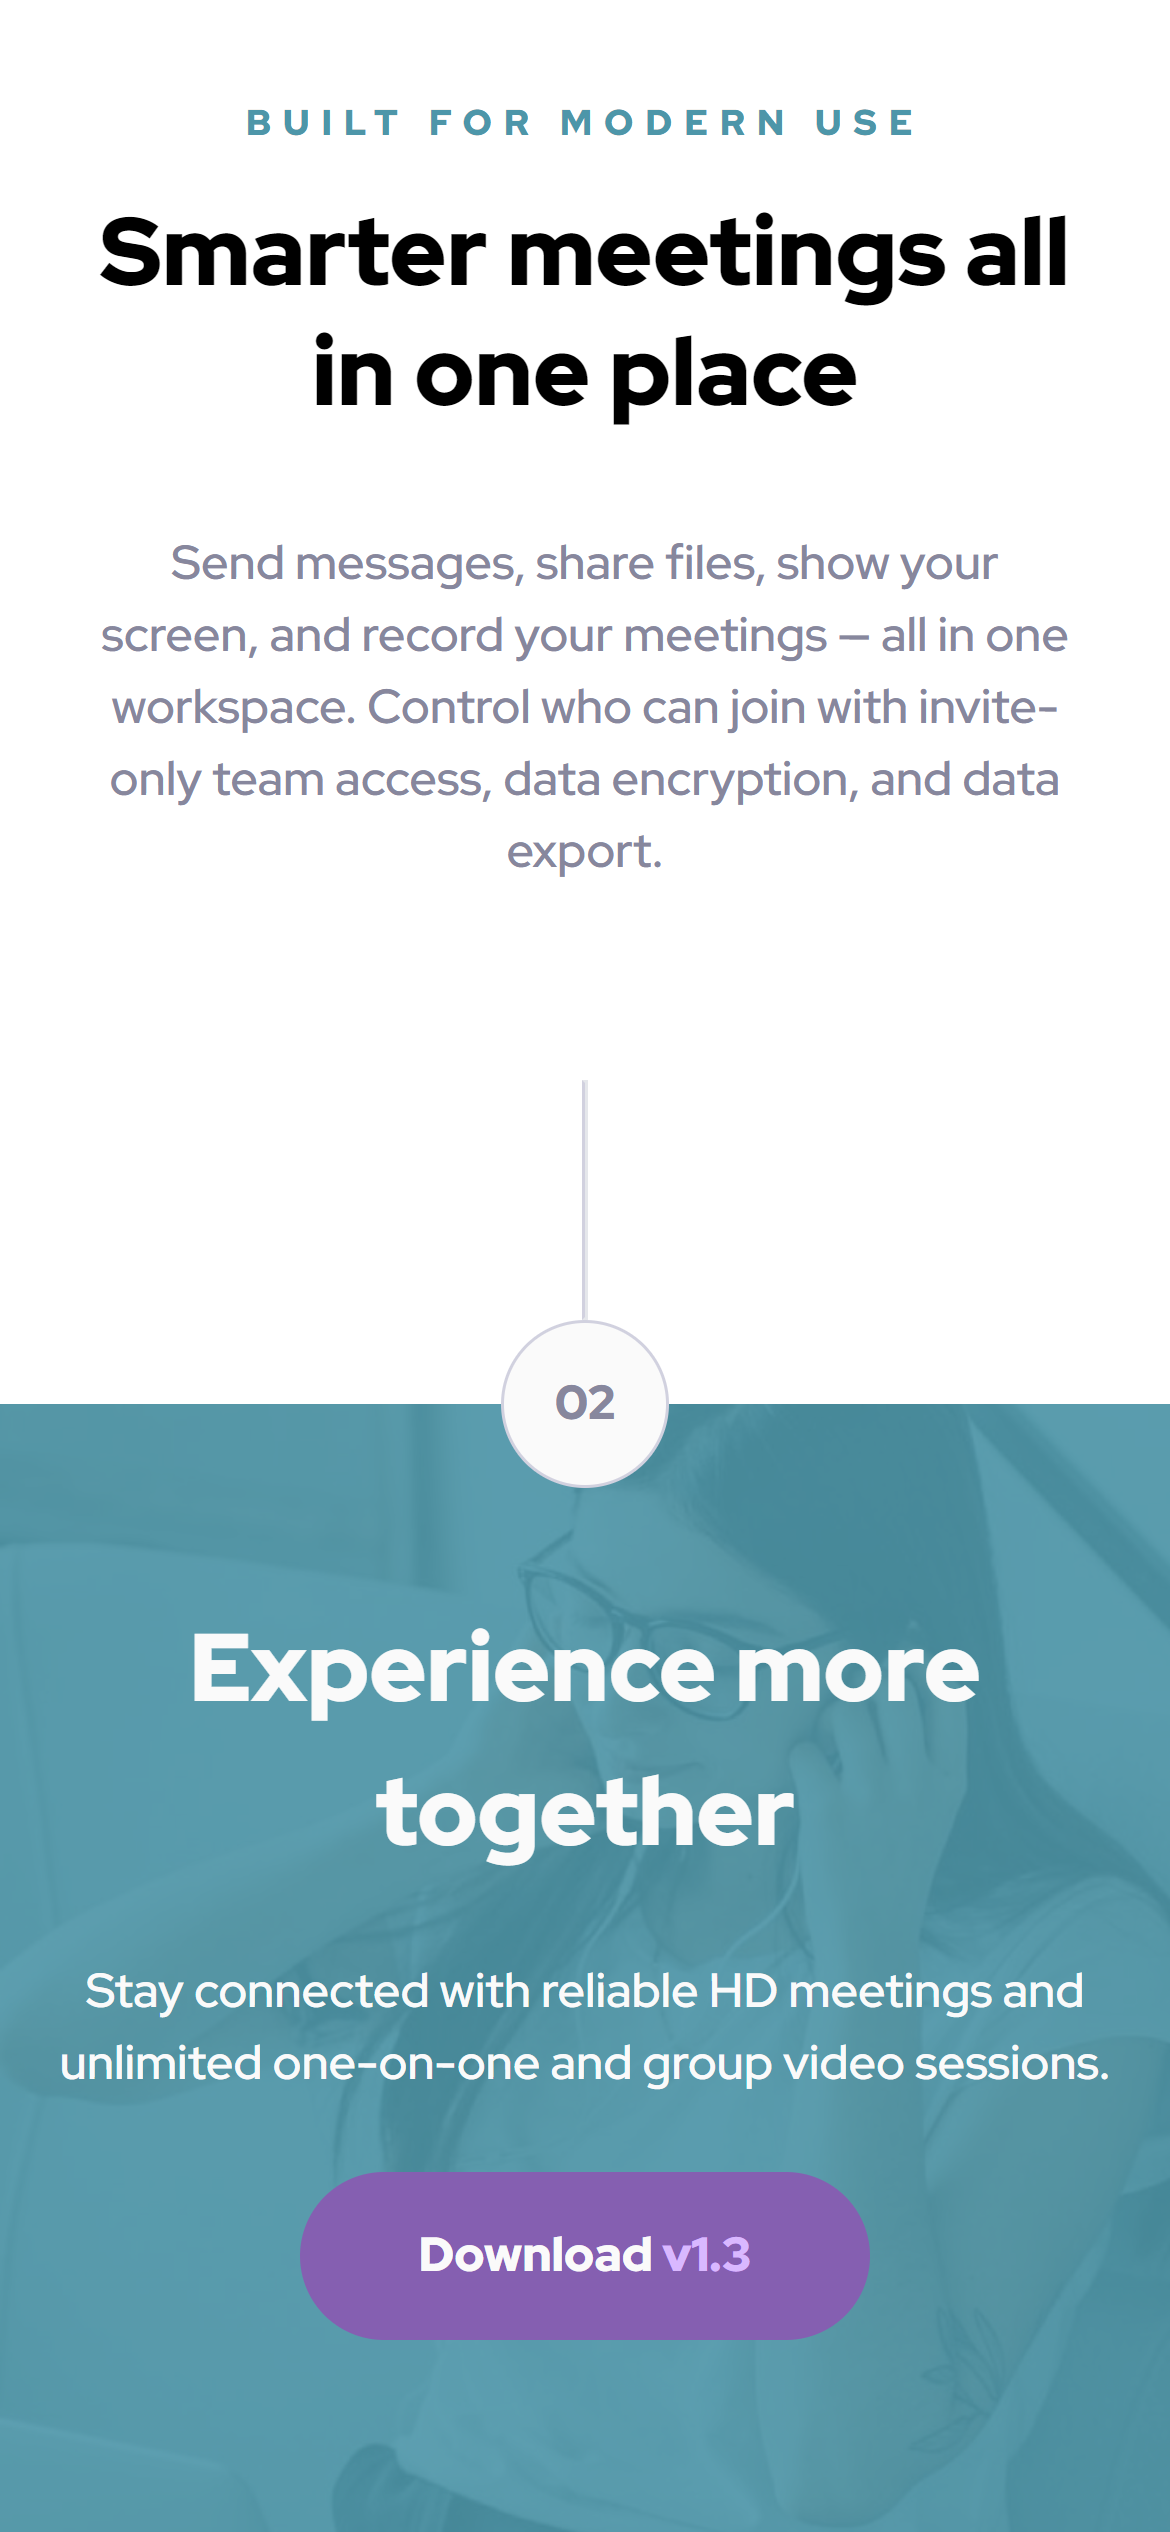 BUILT FOR MODERN USE
Smarter meetings all
in one place
Send messages, share files, show your
screen, and record your meetings — all in one
workspace. Control who can join with invite-
only team access, data encryption, and data
export.
02
Experience more
together
Stay connected with reliable HD meetings and
unlimited one-on-one and group video sessions.
Download v1.3